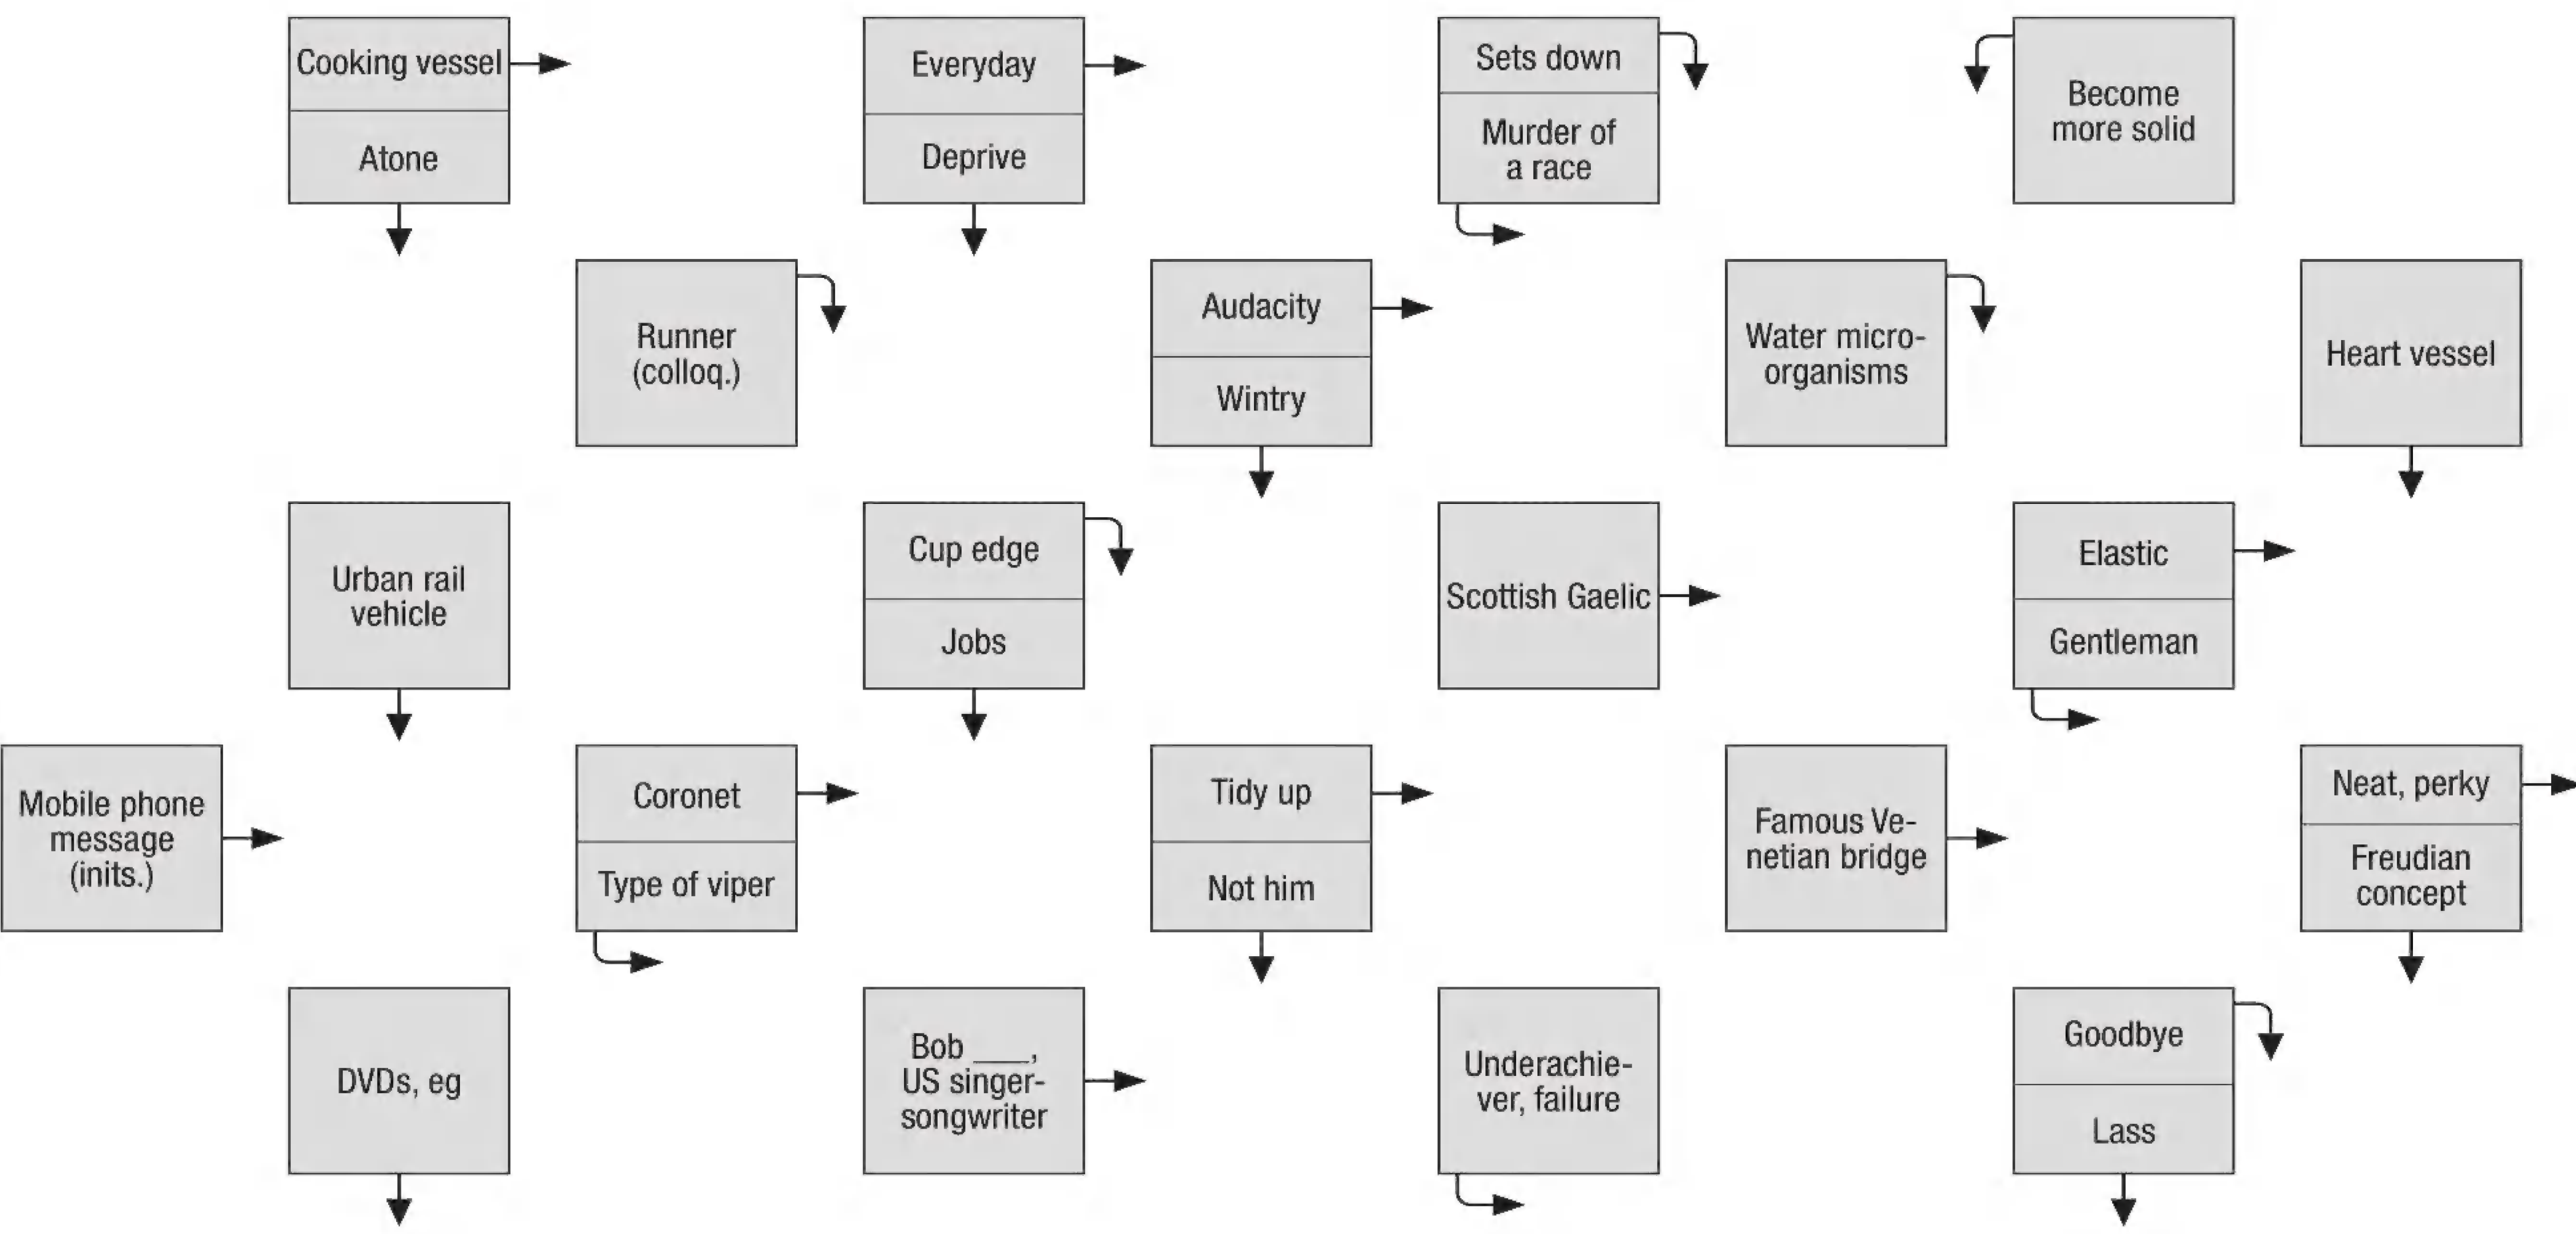 Cooking vessel
Atone
Everyday
Deprive
Sets down
Murder of
a race
Become
more solid
Runner
(colloq.)
Audacity
Wintry
Water micro-
organisms
Heart vessel
Urban rail
vehicle
Cup edge
Jobs
Scottish Gaelic
Elastic
Gentleman
Mobile phone
message
(inits.)
Coronet
Type of viper
Tidy up
Not him
Famous Ve-
netian bridge
Neat, perky
Freudian
concept
DVDs, eg
Bob ___,
US singer-
songwriter
Underachie-
ver, failure
Goodbye
Lass